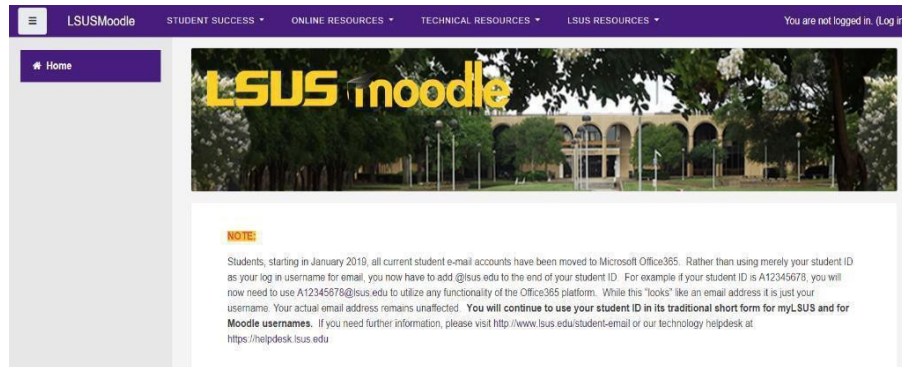 LSUSMoodle STUDENT SUCCESS ONLINE RESOURCES TECHNICAL RESOURCES LSUS RESOURCES You are not logged in. (Log in
Home
LSUS moodle
NOTE:
Students, starting in January 2019, all current student e-mail accounts have been moved to Microsoft Office365. Rather than using merely your student ID
as your log in username for email, you now have to add @lsus.edu to the end of your student ID. For example if your student ID is A12345678, you will
now need to use A12345678@lsus.edu to utilize any functionality of the Office365 platform. While this "looks" like an email address it is just your
username. Your actual email address remains unaffected. You will continue to use your student ID in its traditional short form for myLSUS and for
Moodle usernames. If you need further information, please visit http://www.lsus.edu/student-email or our technology helpdesk at
https://helpdesk.lsus.edu